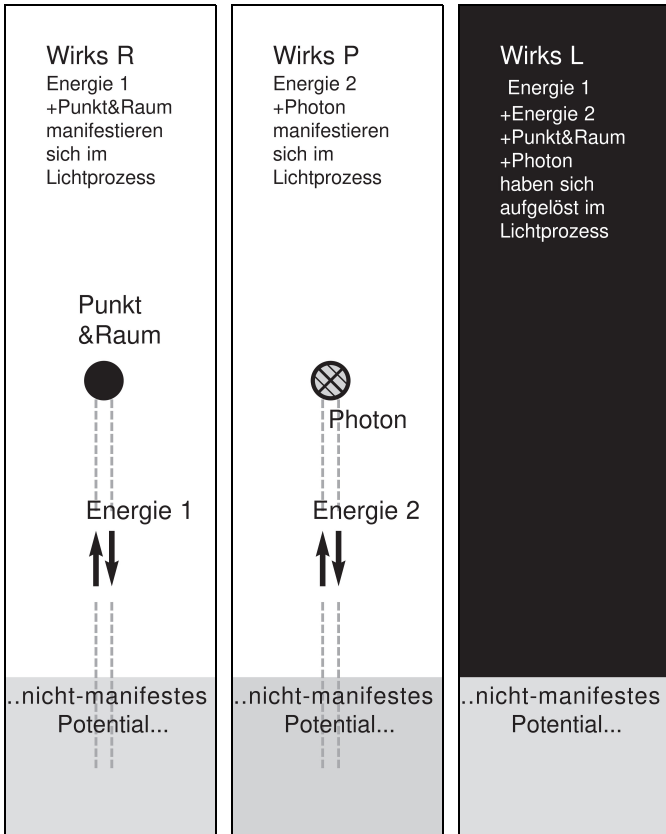 Wirks R
Energie 1
+Punkt&Raum
manifestieren
sich im
Lichtprozess
Punkt
&Raum
Energie 1
..nicht-manifestes
Potential...
Wirks P
Energie 2
+Photon
manifestieren
sich im
Lichtprozess
Photon
Energie 2
..nicht-manifestes
Potential...
Wirks L
Energie 1
+Energie 2
+Punkt&Raum
+Photon
haben sich
aufgelöst im
Lichtprozess
..nicht-manifestes
Potential...